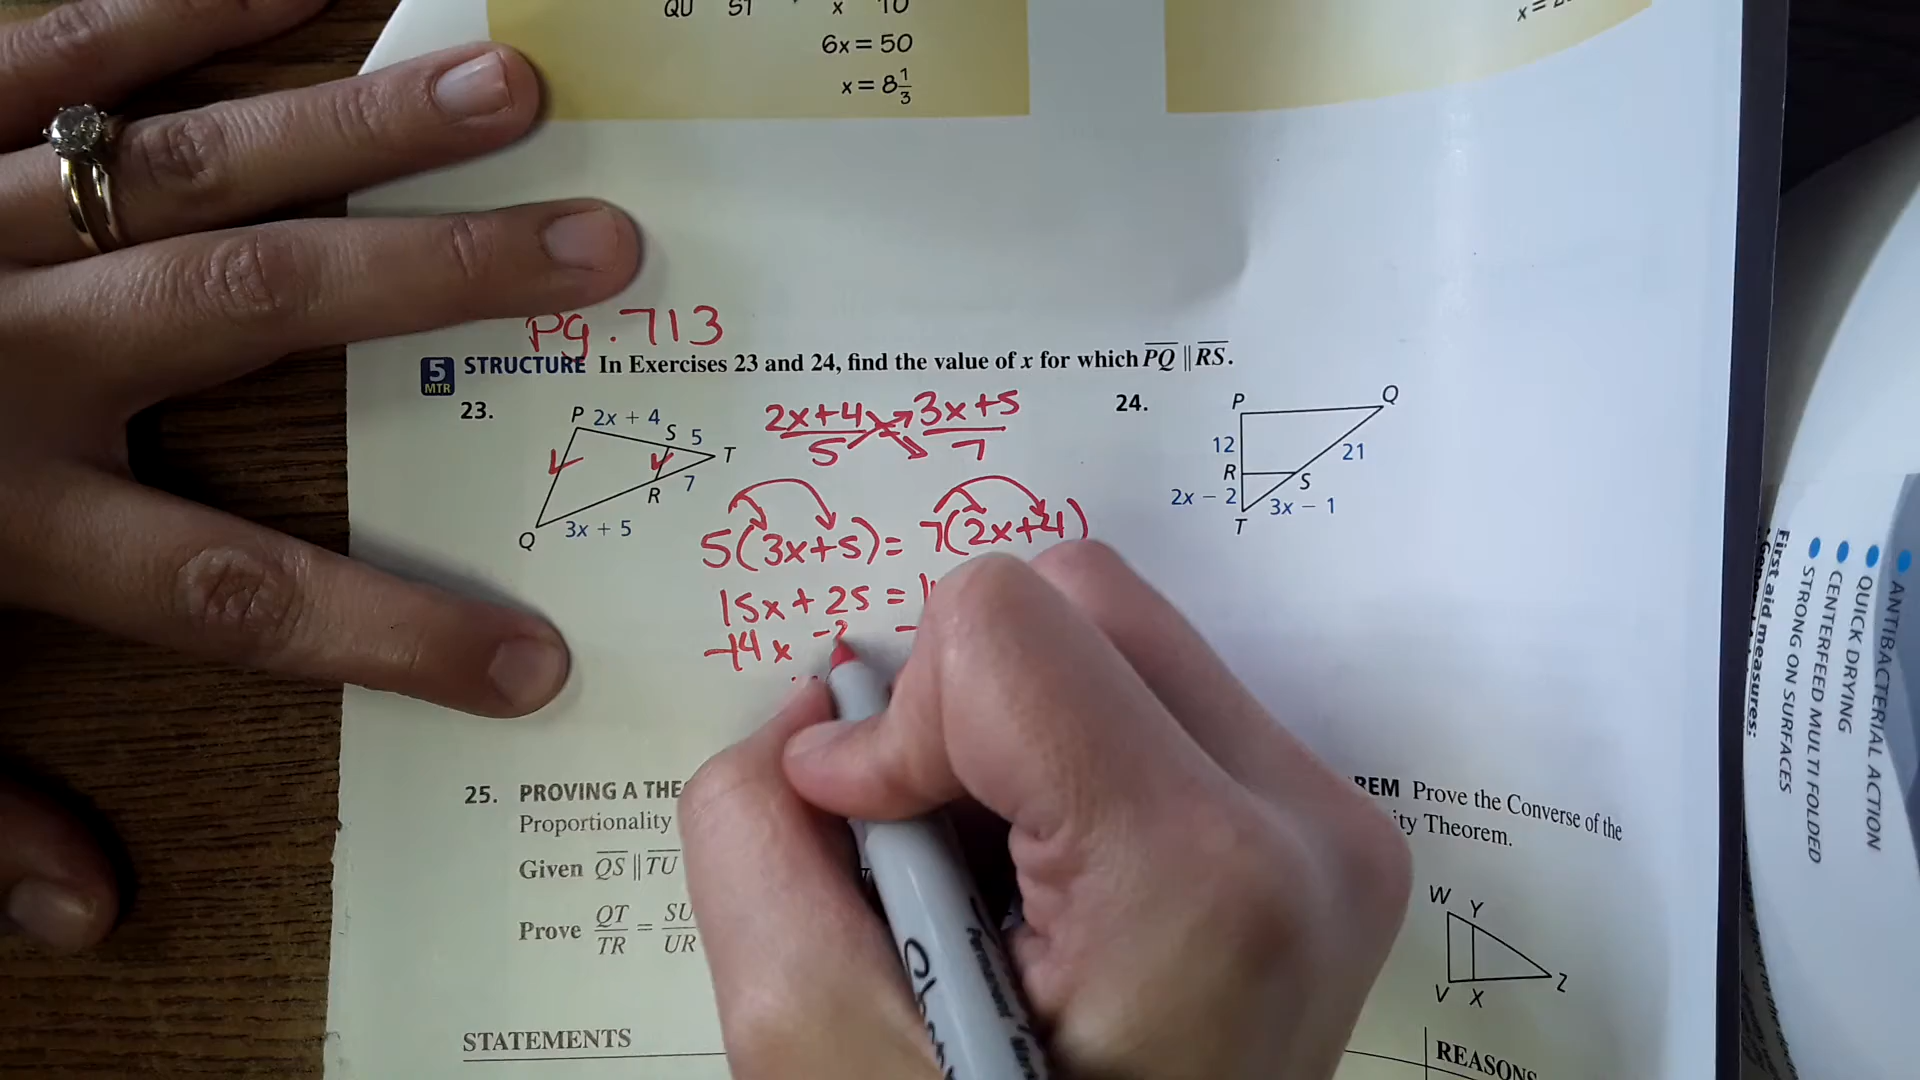 QU ST x 10
6x = 50
x = 8 1/3
x =
Pg. 713
5 MTR STRUCTURE In Exercises 23 and 24, find the value of x for which PQ || RS.
23.
P 2x + 4 S 5 T
R 7
Q 3x + 5
2x+4/5 = 3x+5/7
5(3x+5) = 7(2x+4)
15x + 25 =
-14x
24.
P Q
12 21
R S
2x − 2 3x − 1
T
25. PROVING A THE
Proportionality
Given QS || TU
Prove QT/TR = SU/UR
STATEMENTS
REM Prove the Converse of the
ity Theorem.
W Y
V X Z
REASONS
Permanent
ANTIBACTERIAL ACTION
QUICK DRYING
CENTERFEED MULTI FOLDED
STRONG ON SURFACES
First aid measures: